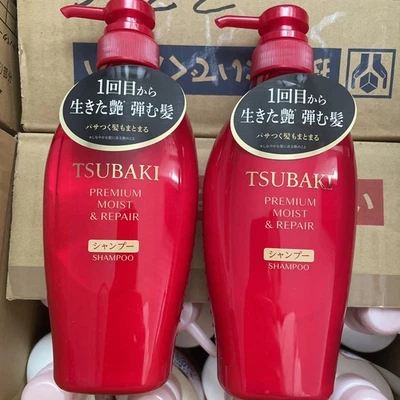 1回目から
生きた艶 弾む髪
パサつく髪もまとまる
TSUBAKI
PREMIUM
MOIST
& REPAIR
シャンプー
SHAMPOO
1回目から
生きた艶 弾む髪
パサつく髪もまとまる
TSUBAKI
PREMIUM
MOIST
& REPAIR
シャンプー
SHAMPOO